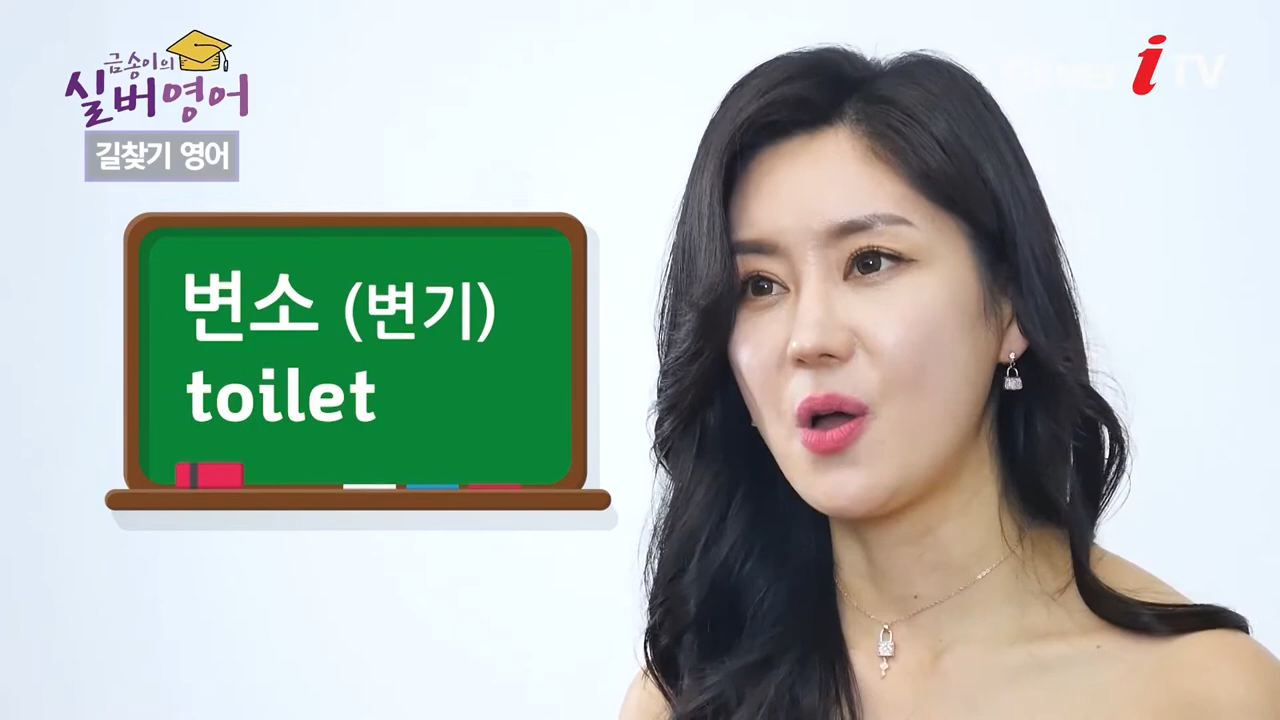 금송이의
실버영어
길찾기 영어
iTV
변소 (변기)
toilet